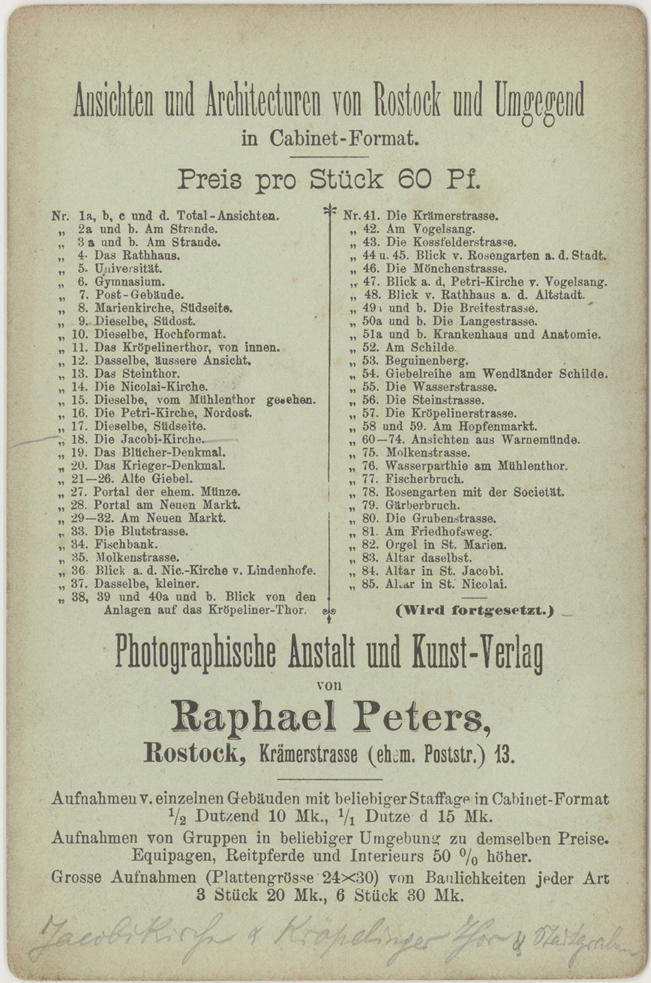 Ansichten und Architecturen von Rostock und Umgegend
in Cabinet-Format.
Preis pro Stück 60 Pf.
Nr. 1a, b, c und d. Total-Ansichten.
„ 2a und b. Am Strande.
„ 3a und b. Am Strande.
„ 4. Das Rathhaus.
„ 5. Universität.
„ 6. Gymnasium.
„ 7. Post-Gebäude.
„ 8. Marienkirche, Südseite.
„ 9. Dieselbe, Südost.
„ 10. Dieselbe, Hochformat.
„ 11. Das Kröpelinerthor, von innen.
„ 12. Dasselbe, äussere Ansicht.
„ 13. Das Steinthor.
„ 14. Die Nicolai-Kirche.
„ 15. Dieselbe, vom Mühlenthor gesehen.
„ 16. Die Petri-Kirche, Nordost.
„ 17. Dieselbe, Südseite.
„ 18. Die Jacobi-Kirche.
„ 19. Das Blücher-Denkmal.
„ 20. Das Krieger-Denkmal.
„ 21—26. Alte Giebel.
„ 27. Portal der ehem. Münze.
„ 28. Portal am Neuen Markt.
„ 29—32. Am Neuen Markt.
„ 33. Die Blutstrasse.
„ 34. Fischbank.
„ 35. Molkenstrasse.
„ 36 Blick a. d. Nic.-Kirche v. Lindenhofe.
„ 37. Dasselbe, kleiner.
„ 38, 39 und 40a und b. Blick von den
Anlagen auf das Kröpeliner-Thor.
Nr. 41. Die Krämerstrasse.
„ 42. Am Vogelsang.
„ 43. Die Kossfelderstrasse.
„ 44 u. 45. Blick v. Rosengarten a. d. Stadt.
„ 46. Die Mönchenstrasse.
„ 47. Blick a. d, Petri-Kirche v. Vogelsang.
„ 48. Blick v. Rathhaus a. d. Altstadt.
„ 49a und b. Die Breitestrasse.
„ 50a und b. Die Langestrasse.
„ 51a und b. Krankenhaus und Anatomie.
„ 52. Am Schilde
„ 53. Beguinenberg.
„ 54. Giebelreihe am Wendländer Schilde.
„ 55. Die Wasserstrasse.
„ 56. Die Steinstrasse.
„ 57. Die Kröpelinerstrasse.
„ 58 und 59. Am Hopfenmarkt.
„ 60—74. Ansichten aus Warnemünde.
„ 75. Molkenstrasse.
„ 76. Wasserparthie am Mühlenthor.
„ 77. Fischerbruch.
„ 78. Rosengarten mit der Societät.
„ 79. Gärberbruch.
„ 80. Die Grubenstrasse.
„ 81. Am Friedhofsweg.
„ 82. Orgel in St. Marien.
„ 83. Altar daselbst.
„ 84. Altar in St. Jacobi.
„ 85. Altar in St. Nicolai.
(Wird fortgesetzt.)
Photographische Anstalt und Kunst-Verlag
von
Raphael Peters,
Rostock, Krämerstrasse (ehem. Poststr.) 13.
Aufnahmen v. einzelnen Gebäuden mit beliebiger Staffage in Cabinet-Format
1/2 Dutzend 10 Mk., 1/1 Dutzend 15 Mk.
Aufnahmen von Gruppen in beliebiger Umgebung zu demselben Preise.
Equipagen, Reitpferde und Interieurs 50 % höher.
Grosse Aufnahmen (Plattengrösse 24×30) von Baulichkeiten jeder Art
3 Stück 20 Mk., 6 Stück 30 Mk.
Jacobikirche & Kröpelinger Thor & Stadtgraben